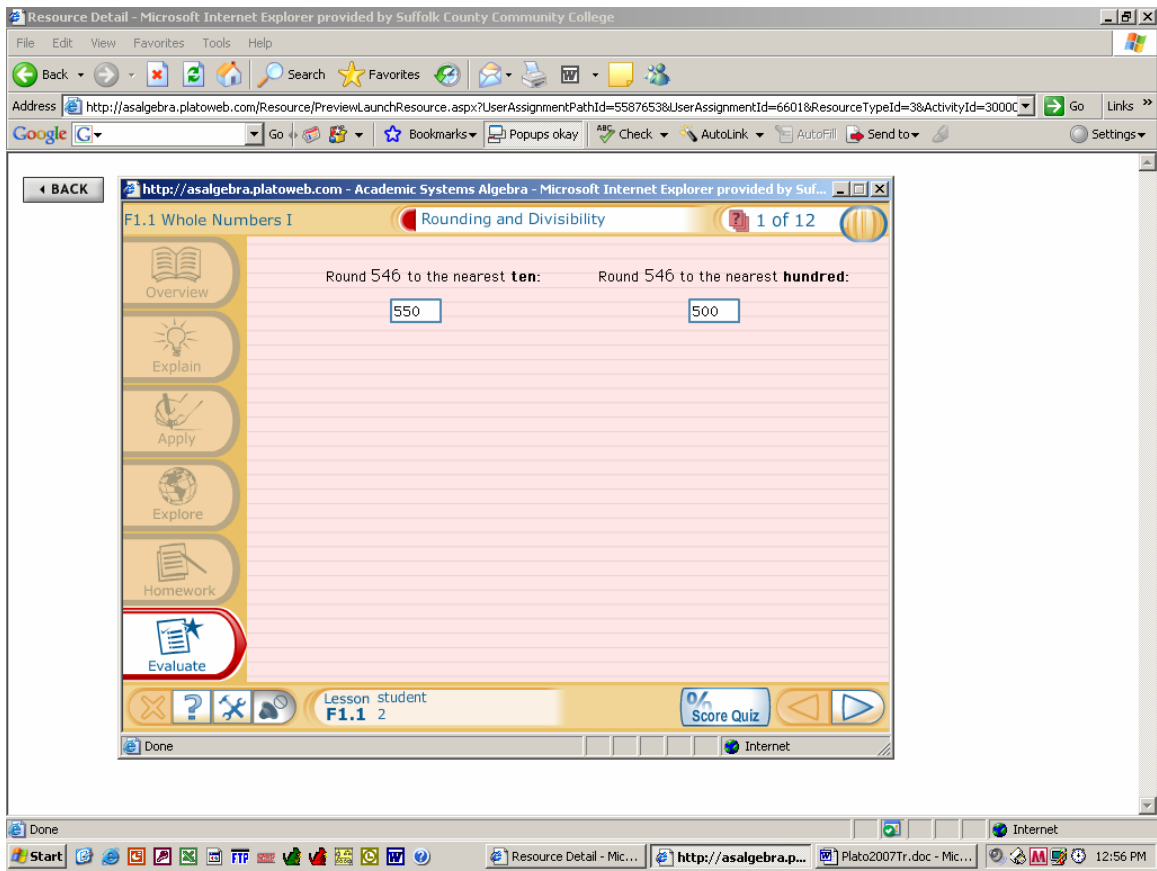 Resource Detail - Microsoft Internet Explorer provided by Suffolk County Community College
File Edit View Favorites Tools Help
Back Search Favorites
Address http://asalgebra.platoweb.com/Resource/PreviewLaunchResource.aspx?UserAssignmentPathId=5587653&UserAssignmentId=6601&ResourceTypeId=3&ActivityId=3000 Go Links »
Google G Go Bookmarks Popups okay ABC Check AutoLink AutoFill Send to Settings
BACK
http://asalgebra.platoweb.com - Academic Systems Algebra - Microsoft Internet Explorer provided by Suf...
F1.1 Whole Numbers I Rounding and Divisibility ? 1 of 12
Overview
Explain
Apply
Explore
Homework
Evaluate
Round 546 to the nearest ten: Round 546 to the nearest hundred:
550 500
? Lesson student % Score Quiz
F1.1 2
Done Internet
Done Internet
Start FTP W Resource Detail - Mic... http://asalgebra.p... Plato2007Tr.doc - Mic... M 12:56 PM